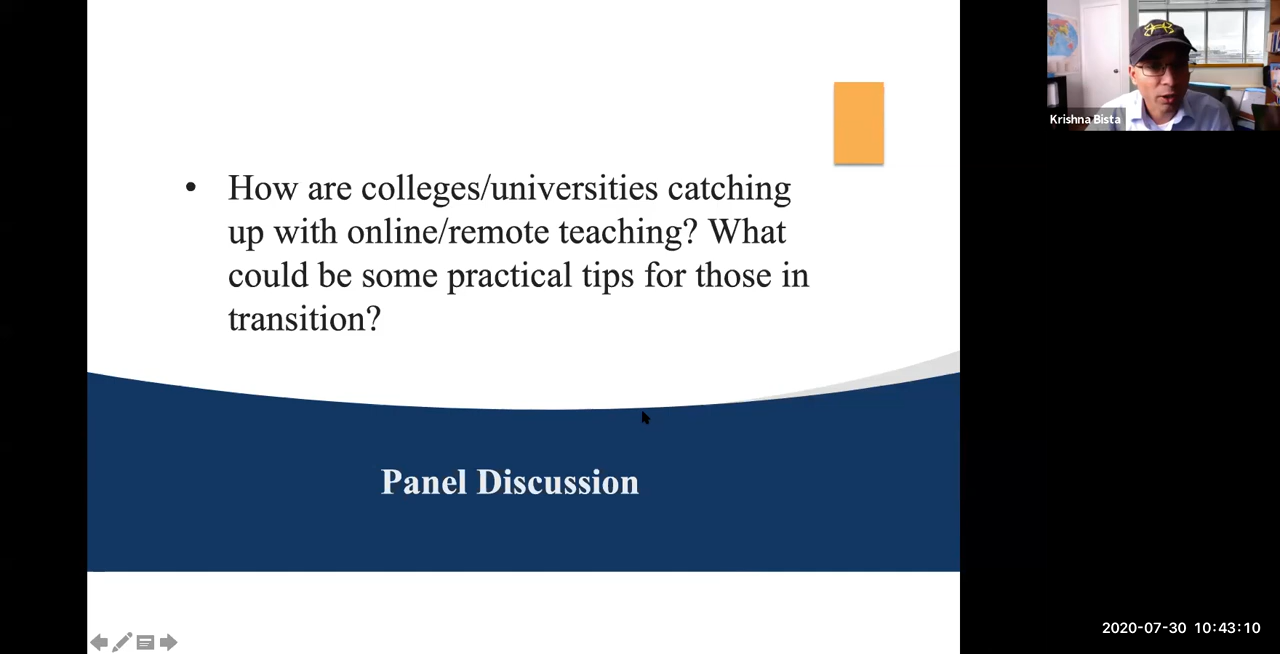 • How are colleges/universities catching
up with online/remote teaching? What
could be some practical tips for those in
transition?
Panel Discussion
Krishna Bista
2020-07-30 10:43:10